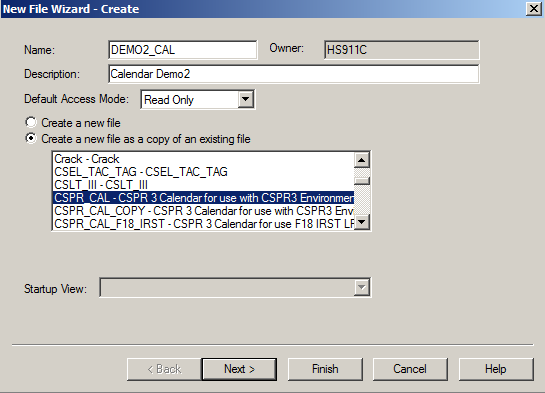 New File Wizard - Create
Name: DEMO2_CAL Owner: HS911C
Description: Calendar Demo2
Default Access Mode: Read Only
Create a new file
Create a new file as a copy of an existing file
Crack - Crack
CSEL_TAC_TAG - CSEL_TAC_TAG
CSLT_III - CSLT_III
CSPR_CAL - CSPR 3 Calendar for use with CSPR3 Environmen
CSPR_CAL_COPY - CSPR 3 Calendar for use with CSPR3 Env
CSPR_CAL_F18_IRST - CSPR 3 Calendar for use F18 IRST LF
Startup View:
< Back Next > Finish Cancel Help